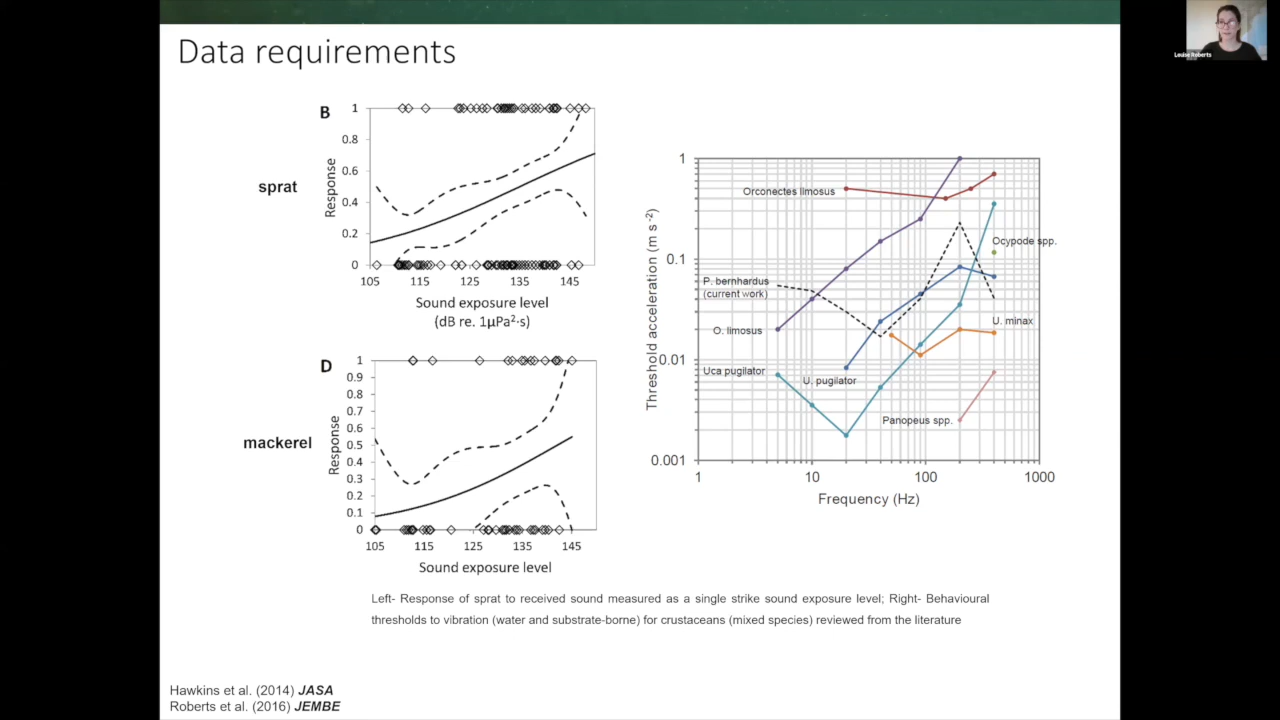 Data requirements
Louise Roberts
B
sprat
Response
1
0.8
0.6
0.4
0.2
0
105 115 125 135 145
Sound exposure level
(dB re. 1µPa²·s)
D
mackerel
Response
1
0.9
0.8
0.7
0.6
0.5
0.4
0.3
0.2
0.1
0
105 115 125 135 145
Sound exposure level
Threshold acceleration (m s⁻²)
1
0.1
0.01
0.001
Orconectes limosus
Ocypode spp.
P. bernhardus
(current work)
O. limosus
U. minax
Uca pugilator
U. pugilator
Panopeus spp.
1 10 100 1000
Frequency (Hz)
Left- Response of sprat to received sound measured as a single strike sound exposure level; Right- Behavioural
thresholds to vibration (water and substrate-borne) for crustaceans (mixed species) reviewed from the literature
Hawkins et al. (2014) JASA
Roberts et al. (2016) JEMBE